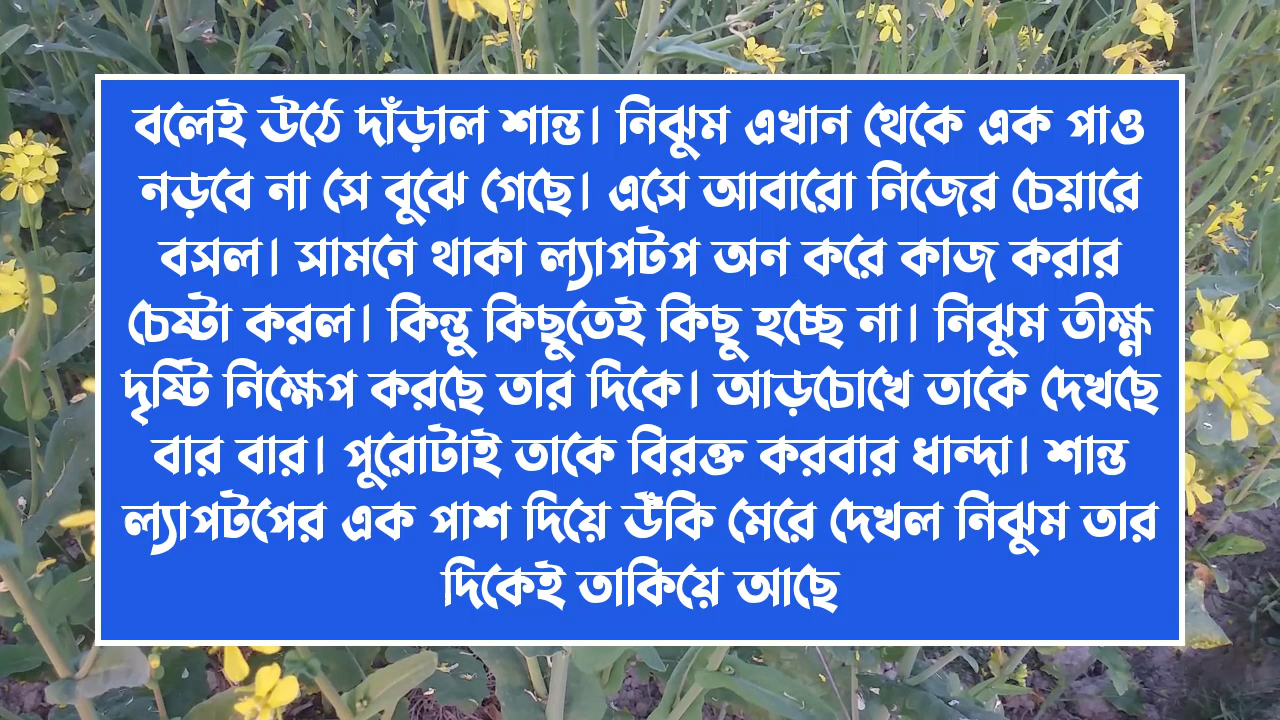 বলেই উঠে দাঁড়াল শান্ত। নিঝুম এখান থেকে এক পাও
নড়বে না সে বুঝে গেছে। এসে আবারো নিজের চেয়ারে
বসল। সামনে থাকা ল্যাপটপ অন করে কাজ করার
চেষ্টা করল। কিন্তু কিছুতেই কিছু হচ্ছে না। নিঝুম তীক্ষ্ণ
দৃষ্টি নিক্ষেপ করছে তার দিকে। আড়চোখে তাকে দেখছে
বার বার। পুরোটাই তাকে বিরক্ত করবার ধান্দা। শান্ত
ল্যাপটপের এক পাশ দিয়ে উঁকি মেরে দেখল নিঝুম তার
দিকেই তাকিয়ে আছে